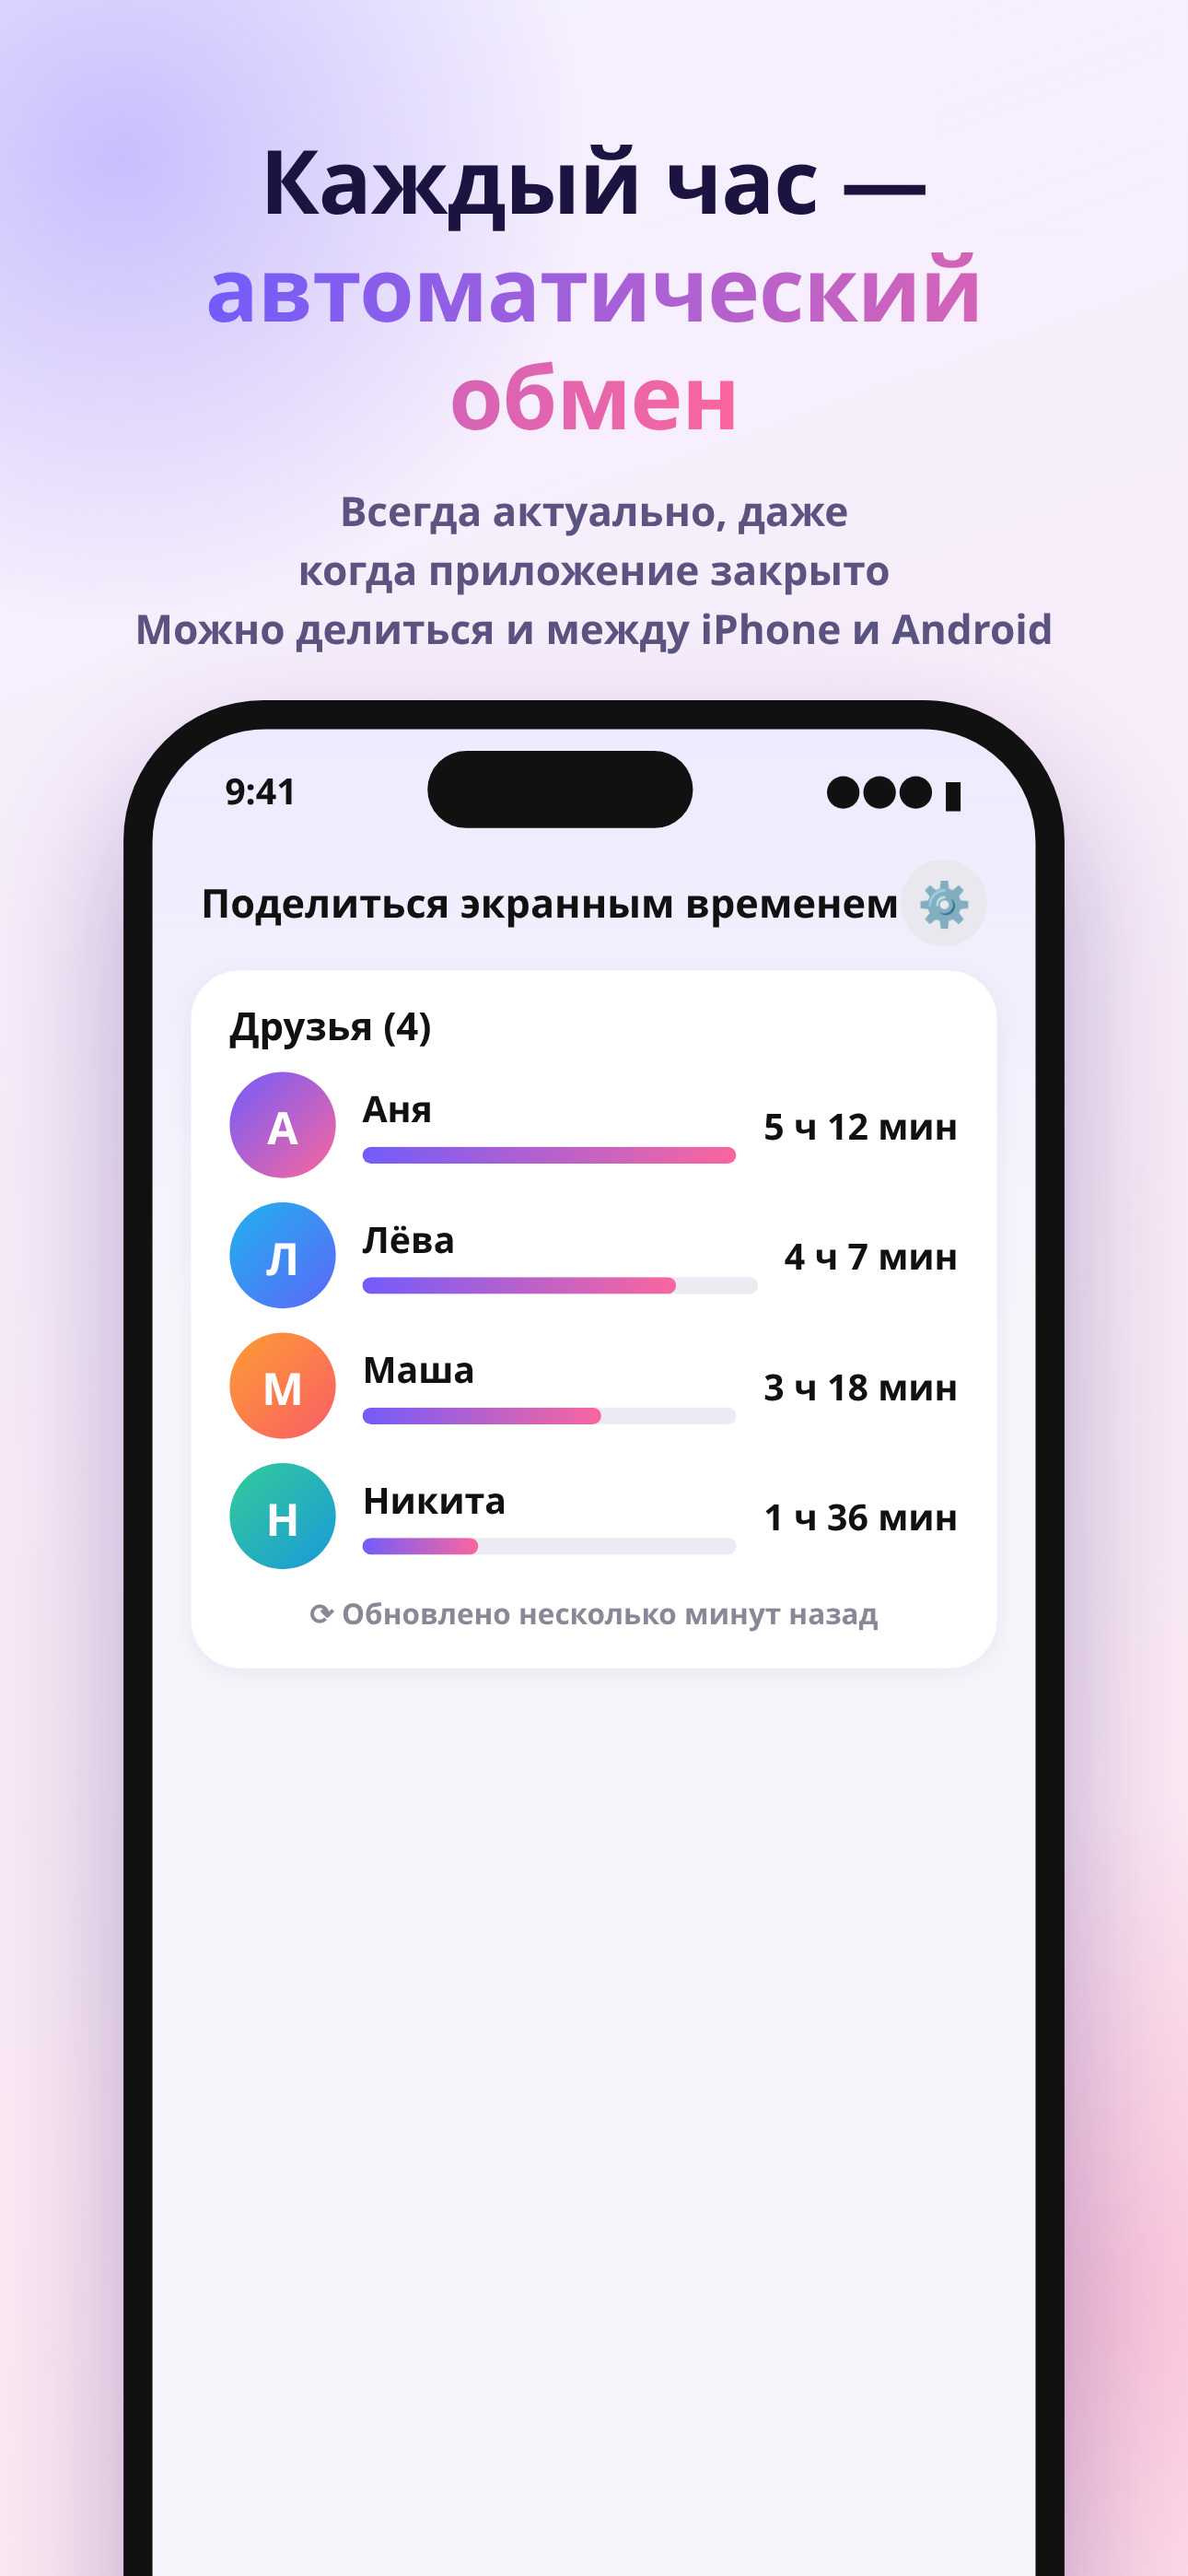 Каждый час —
автоматический
обмен
Всегда актуально, даже
когда приложение закрыто
Можно делиться и между iPhone и Android
9:41
Поделиться экранным временем
Друзья (4)
А
Аня
5 ч 12 мин
Л
Лёва
4 ч 7 мин
М
Маша
3 ч 18 мин
Н
Никита
1 ч 36 мин
⟳ Обновлено несколько минут назад